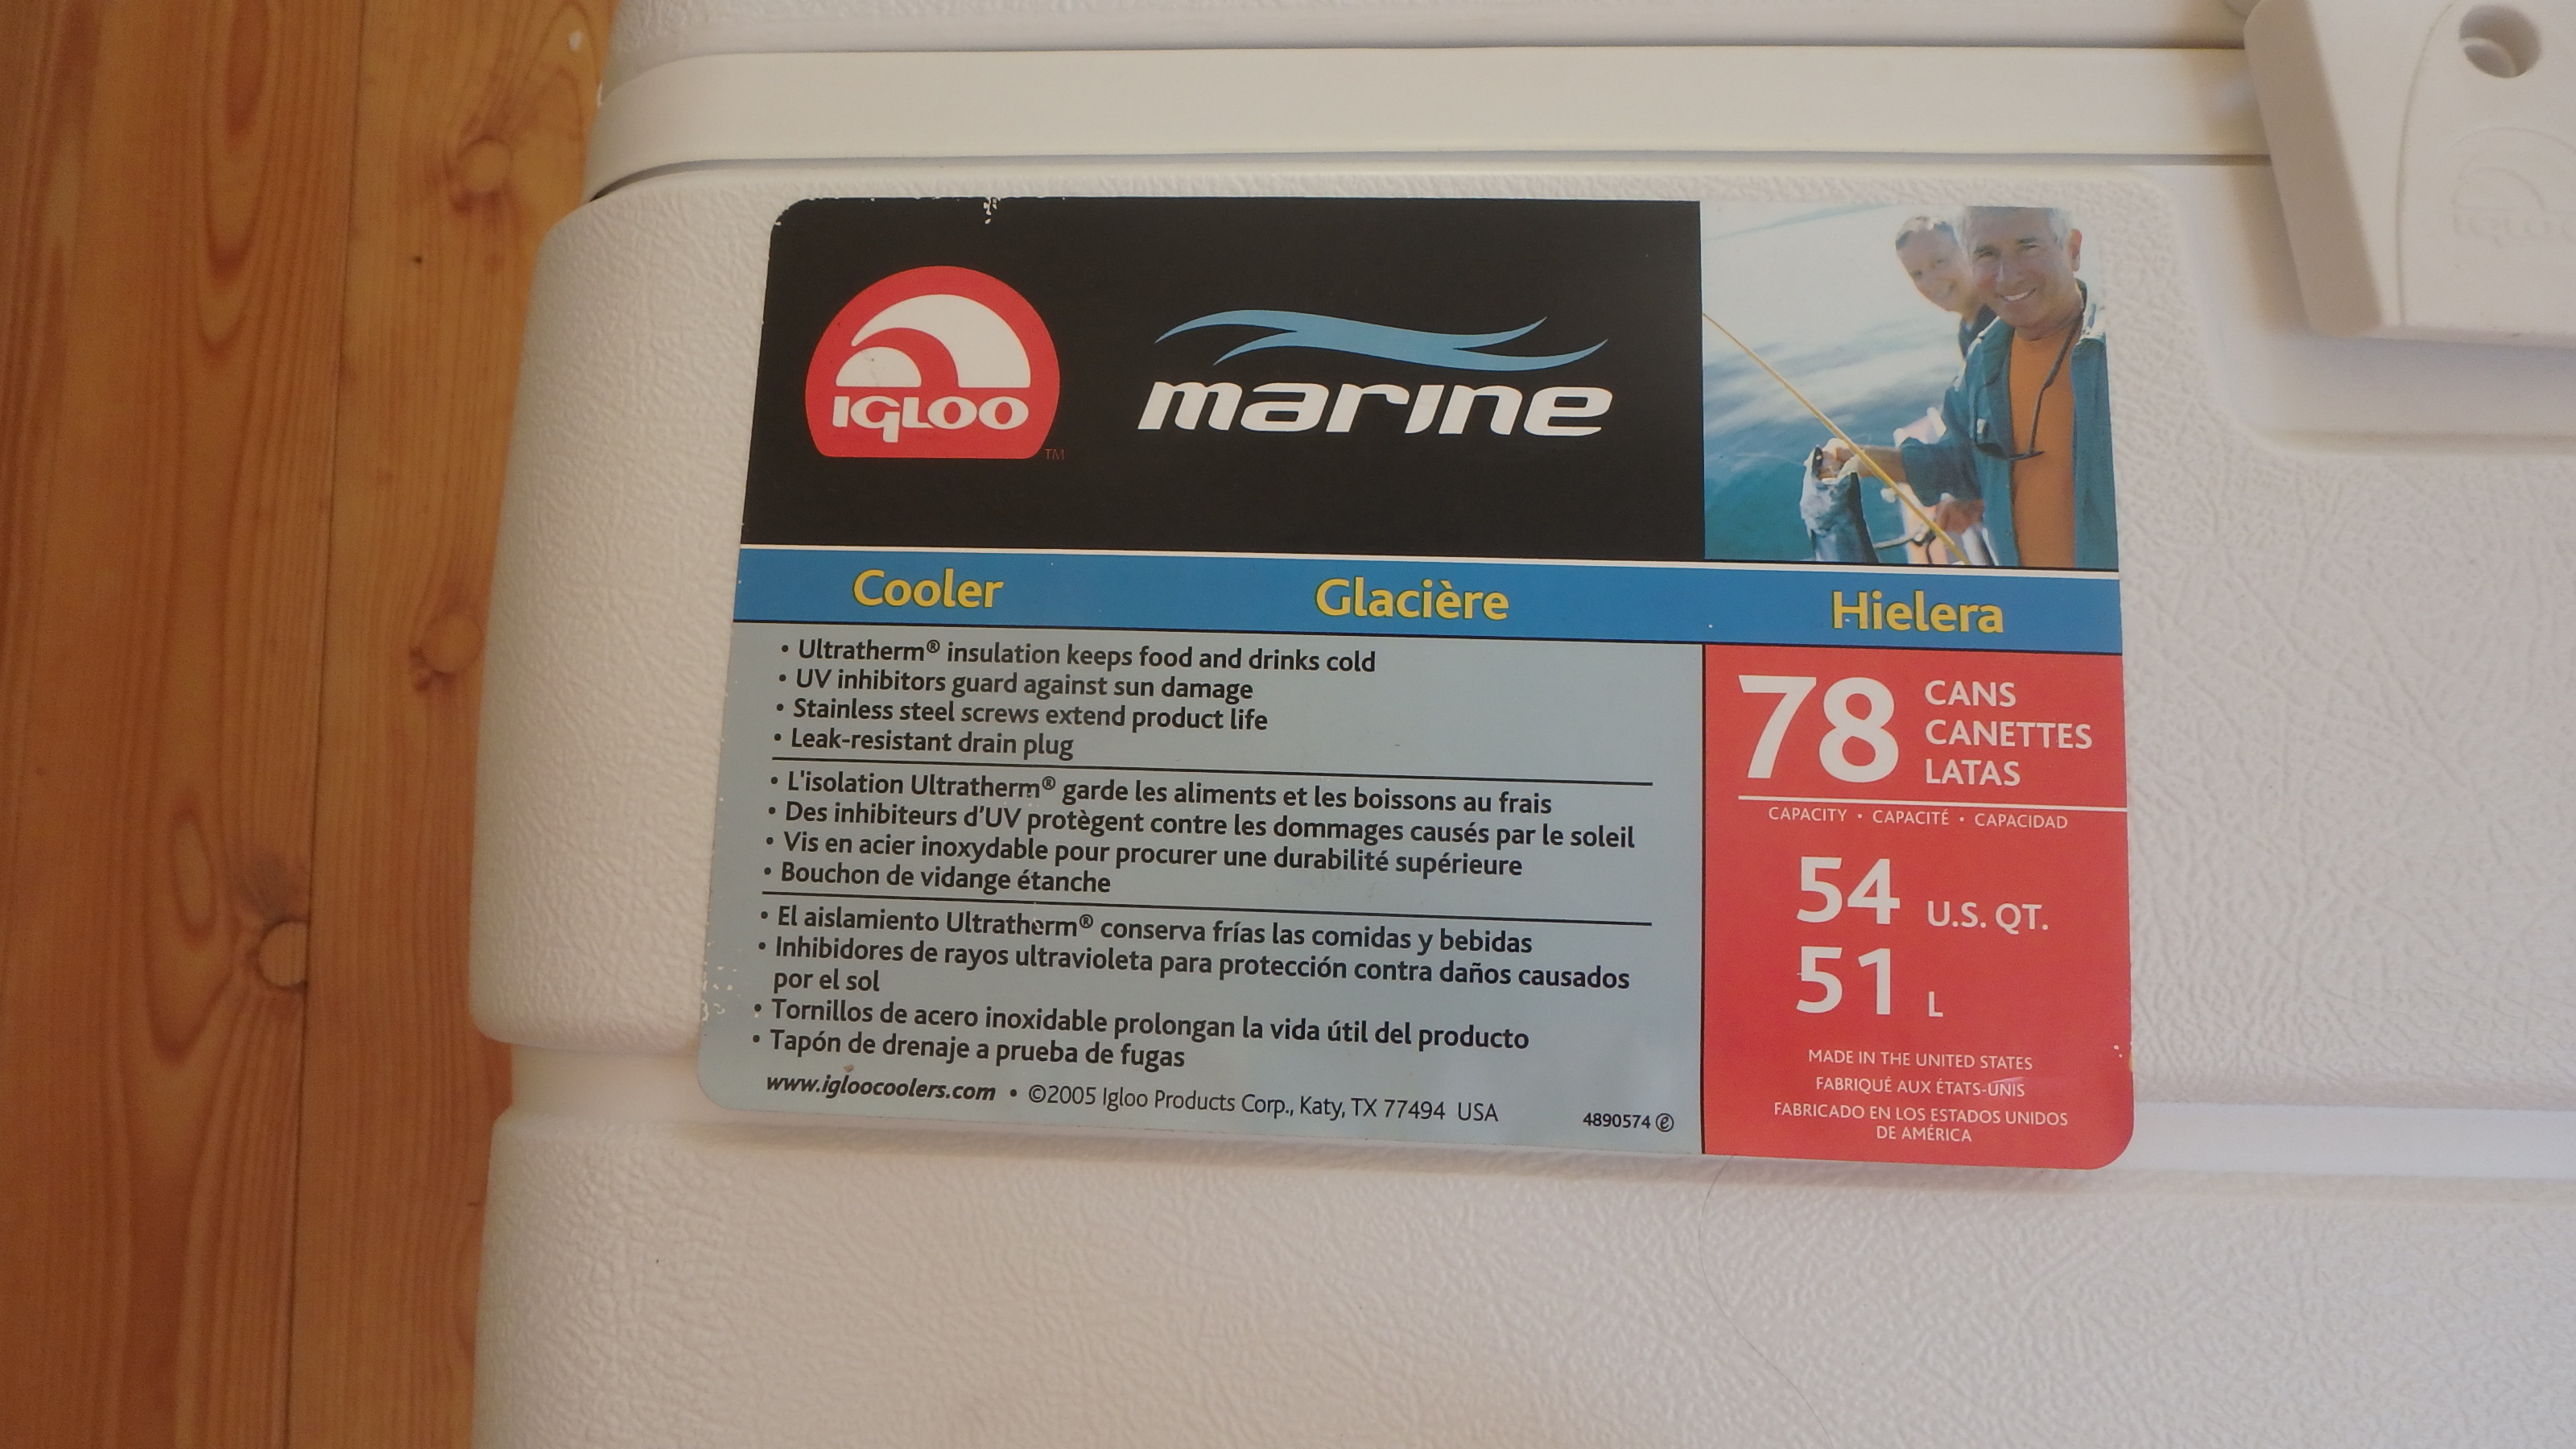 IGLOO
TM
marine
Cooler
Glacière
Hielera
• Ultratherm® insulation keeps food and drinks cold
• UV inhibitors guard against sun damage
• Stainless steel screws extend product life
• Leak-resistant drain plug
• L'isolation Ultratherm® garde les aliments et les boissons au frais
• Des inhibiteurs d'UV protègent contre les dommages causés par le soleil
• Vis en acier inoxydable pour procurer une durabilité supérieure
• Bouchon de vidange étanche
• El aislamiento Ultratherm® conserva frías las comidas y bebidas
• Inhibidores de rayos ultravioleta para protección contra daños causados
por el sol
• Tornillos de acero inoxidable prolongan la vida útil del producto
• Tapón de drenaje a prueba de fugas
www.igloocoolers.com • ©2005 Igloo Products Corp., Katy, TX 77494 USA
4890574 ⓔ
78
CANS
CANETTES
LATAS
CAPACITY • CAPACITÉ • CAPACIDAD
54 U.S. QT.
51 L
MADE IN THE UNITED STATES
FABRIQUÉ AUX ÉTATS-UNIS
FABRICADO EN LOS ESTADOS UNIDOS
DE AMÉRICA